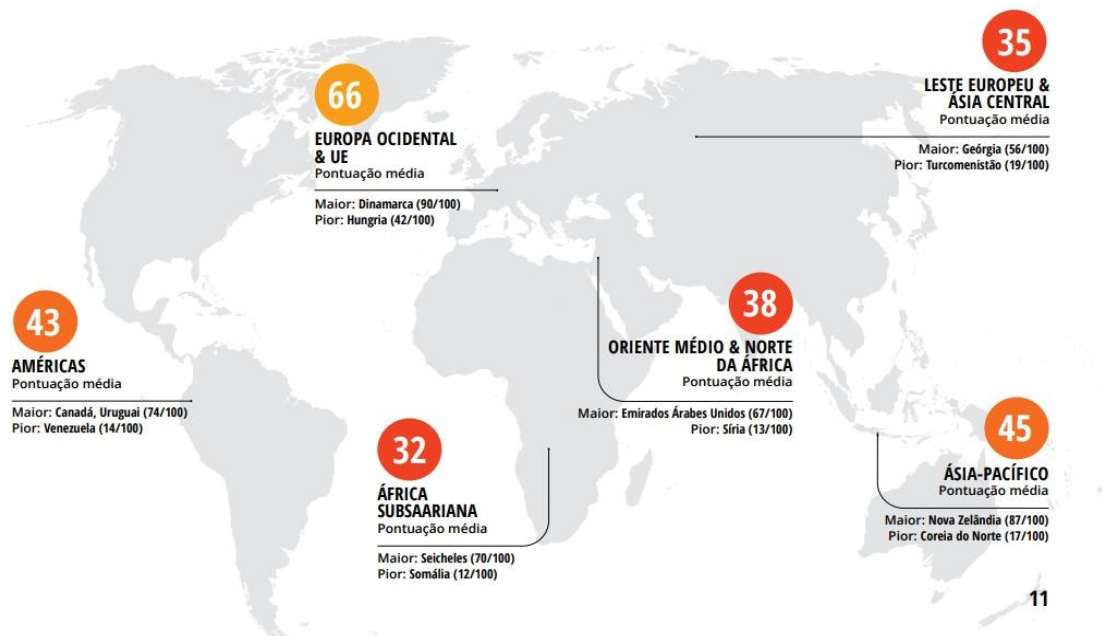 35
LESTE EUROPEU &
ÁSIA CENTRAL
Pontuação média
Maior: Geórgia (56/100)
Pior: Turcomenistão (19/100)
66
EUROPA OCIDENTAL
& UE
Pontuação média
Maior: Dinamarca (90/100)
Pior: Hungria (42/100)
43
AMÉRICAS
Pontuação média
Maior: Canadá, Uruguai (74/100)
Pior: Venezuela (14/100)
38
ORIENTE MÉDIO & NORTE
DA ÁFRICA
Pontuação média
Maior: Emirados Árabes Unidos (67/100)
Pior: Síria (13/100)
32
ÁFRICA
SUBSAARIANA
Pontuação média
Maior: Seicheles (70/100)
Pior: Somália (12/100)
45
ÁSIA-PACÍFICO
Pontuação média
Maior: Nova Zelândia (87/100)
Pior: Coreia do Norte (17/100)
11